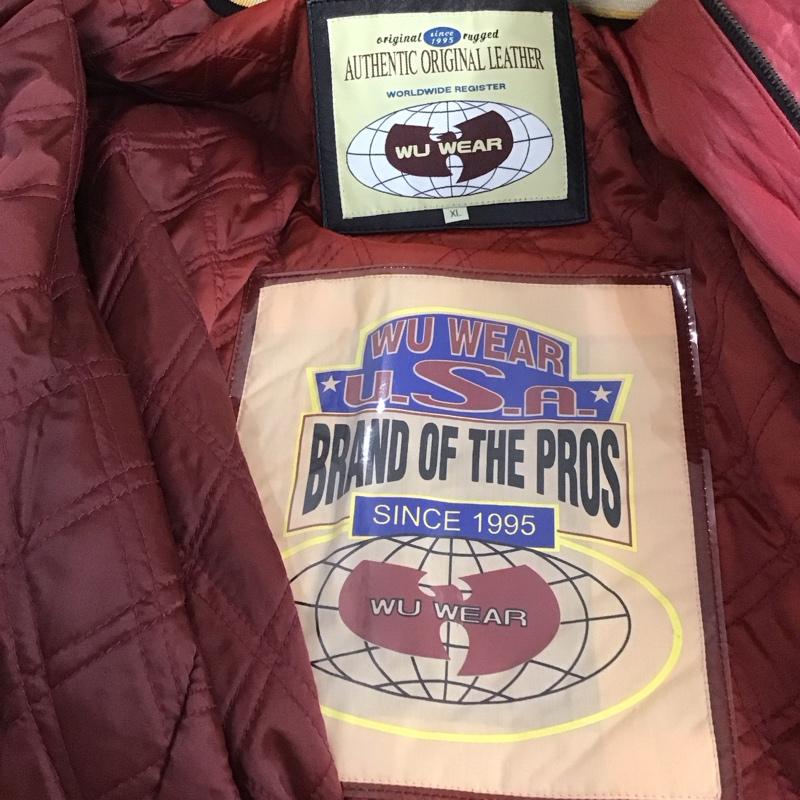 original since 1995 rugged
AUTHENTIC ORIGINAL LEATHER
WORLDWIDE REGISTER
WU WEAR
XL
WU WEAR
U.S.A.
BRAND OF THE PROS
SINCE 1995
WU WEAR